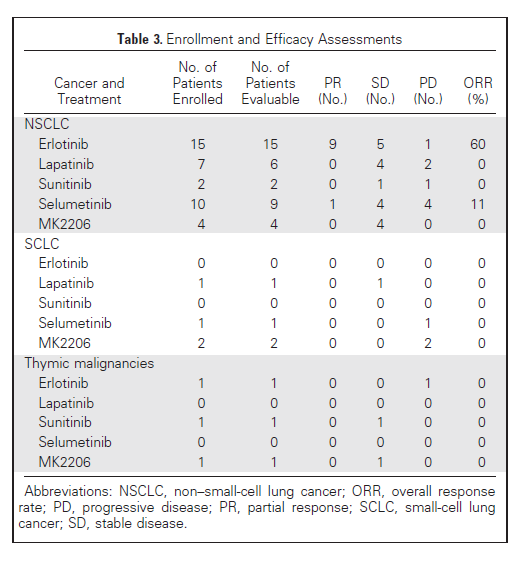 Table 3. Enrollment and Efficacy Assessments
Cancer and Treatment No. of Patients Enrolled No. of Patients Evaluable PR (No.) SD (No.) PD (No.) ORR (%)
NSCLC
Erlotinib 15 15 9 5 1 60
Lapatinib 7 6 0 4 2 0
Sunitinib 2 2 0 1 1 0
Selumetinib 10 9 1 4 4 11
MK2206 4 4 0 4 0 0
SCLC
Erlotinib 0 0 0 0 0 0
Lapatinib 1 1 0 1 0 0
Sunitinib 0 0 0 0 0 0
Selumetinib 1 1 0 0 1 0
MK2206 2 2 0 0 2 0
Thymic malignancies
Erlotinib 1 1 0 0 1 0
Lapatinib 0 0 0 0 0 0
Sunitinib 1 1 0 1 0 0
Selumetinib 0 0 0 0 0 0
MK2206 1 1 0 1 0 0
Abbreviations: NSCLC, non–small-cell lung cancer; ORR, overall response
rate; PD, progressive disease; PR, partial response; SCLC, small-cell lung
cancer; SD, stable disease.